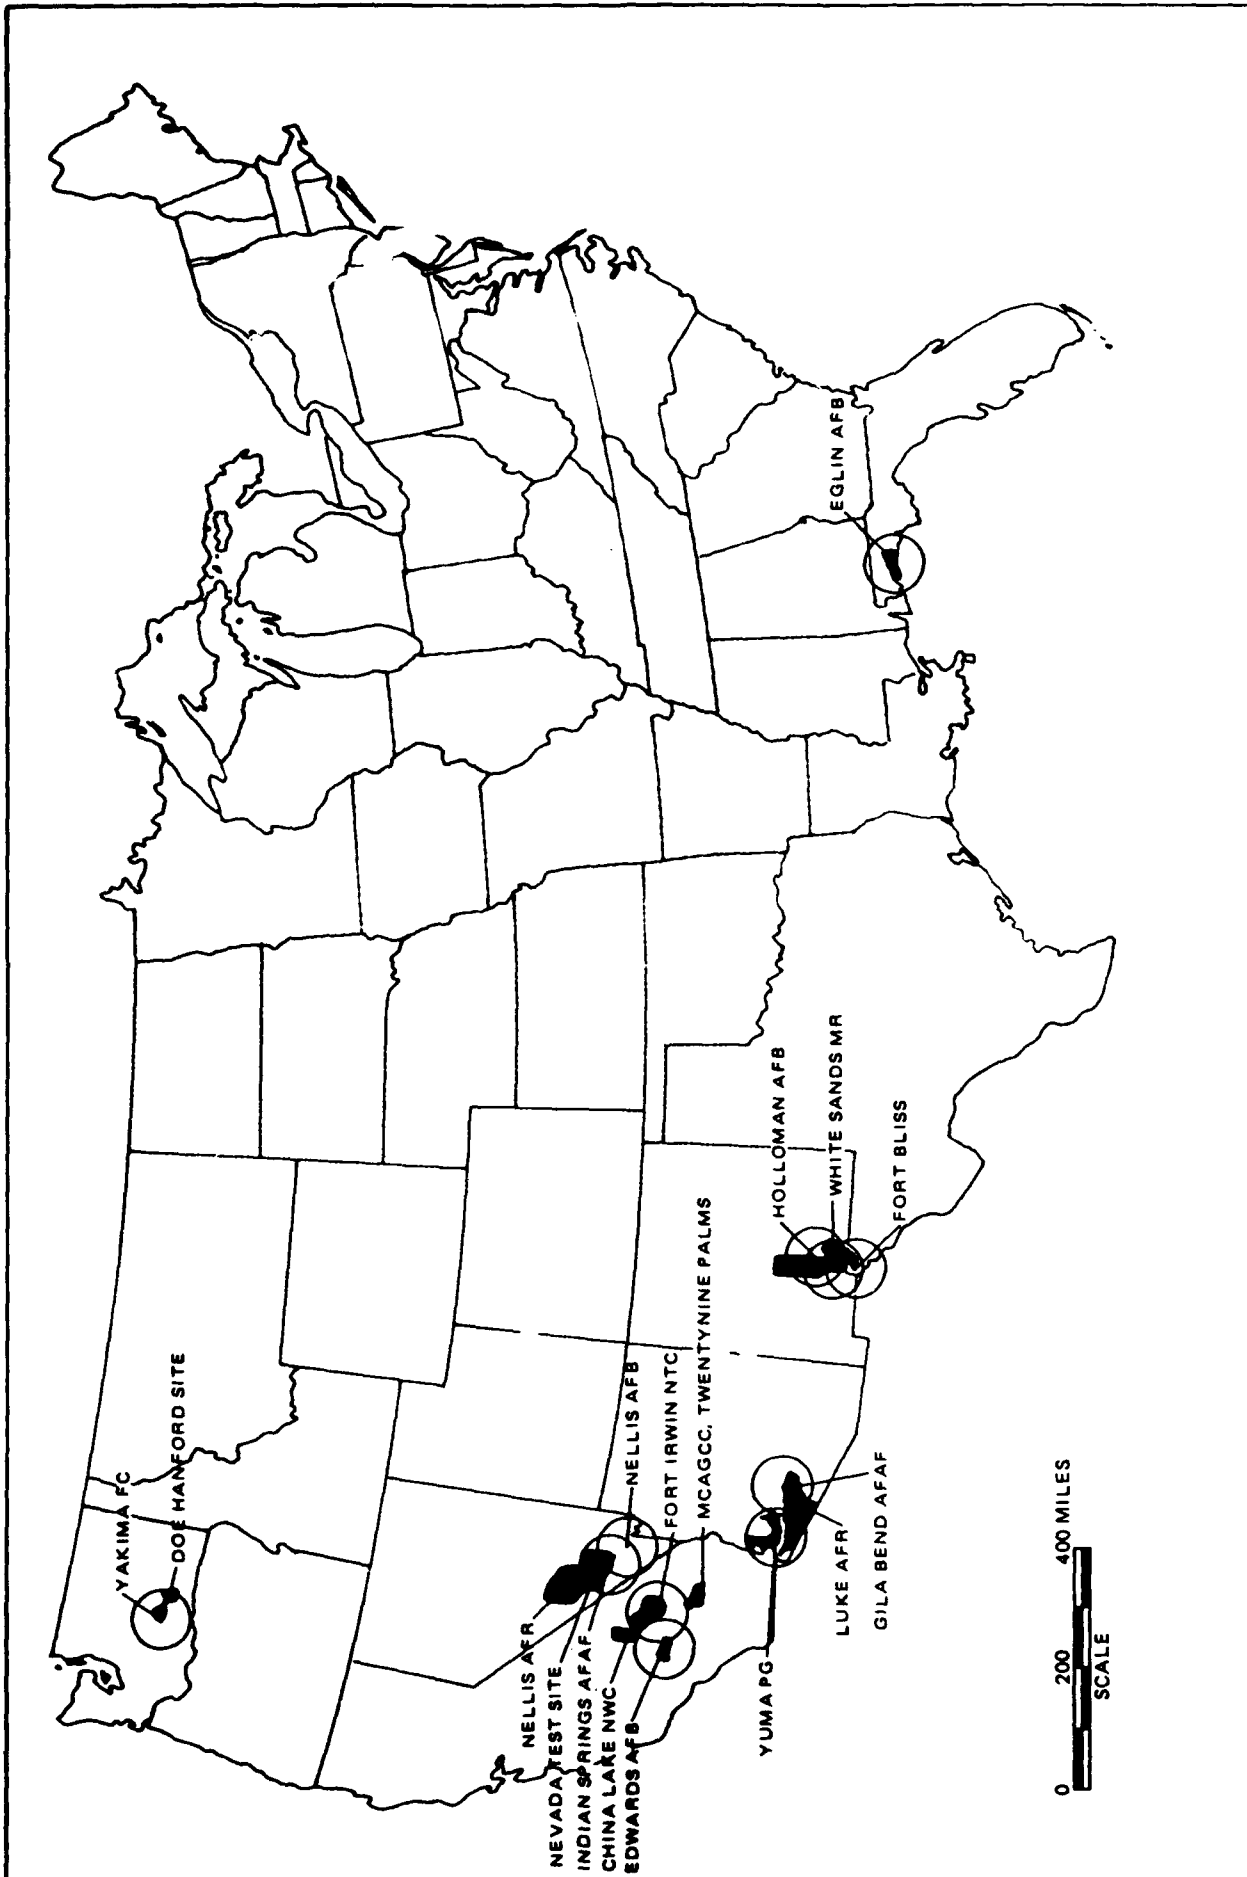 YAKIMA FC
DOE HANFORD SITE
NELLIS AFR
NEVADA TEST SITE
INDIAN SPRINGS AFAF
CHINA LAKE NWC
EDWARDS AFB
NELLIS AFB
FORT IRWIN NTC
MCAGCC, TWENTYNINE PALMS
YUMA PG
LUKE AFR
GILA BEND AFAF
HOLLOMAN AFB
WHITE SANDS MR
FORT BLISS
EGLIN AFB
0 200 400 MILES
SCALE